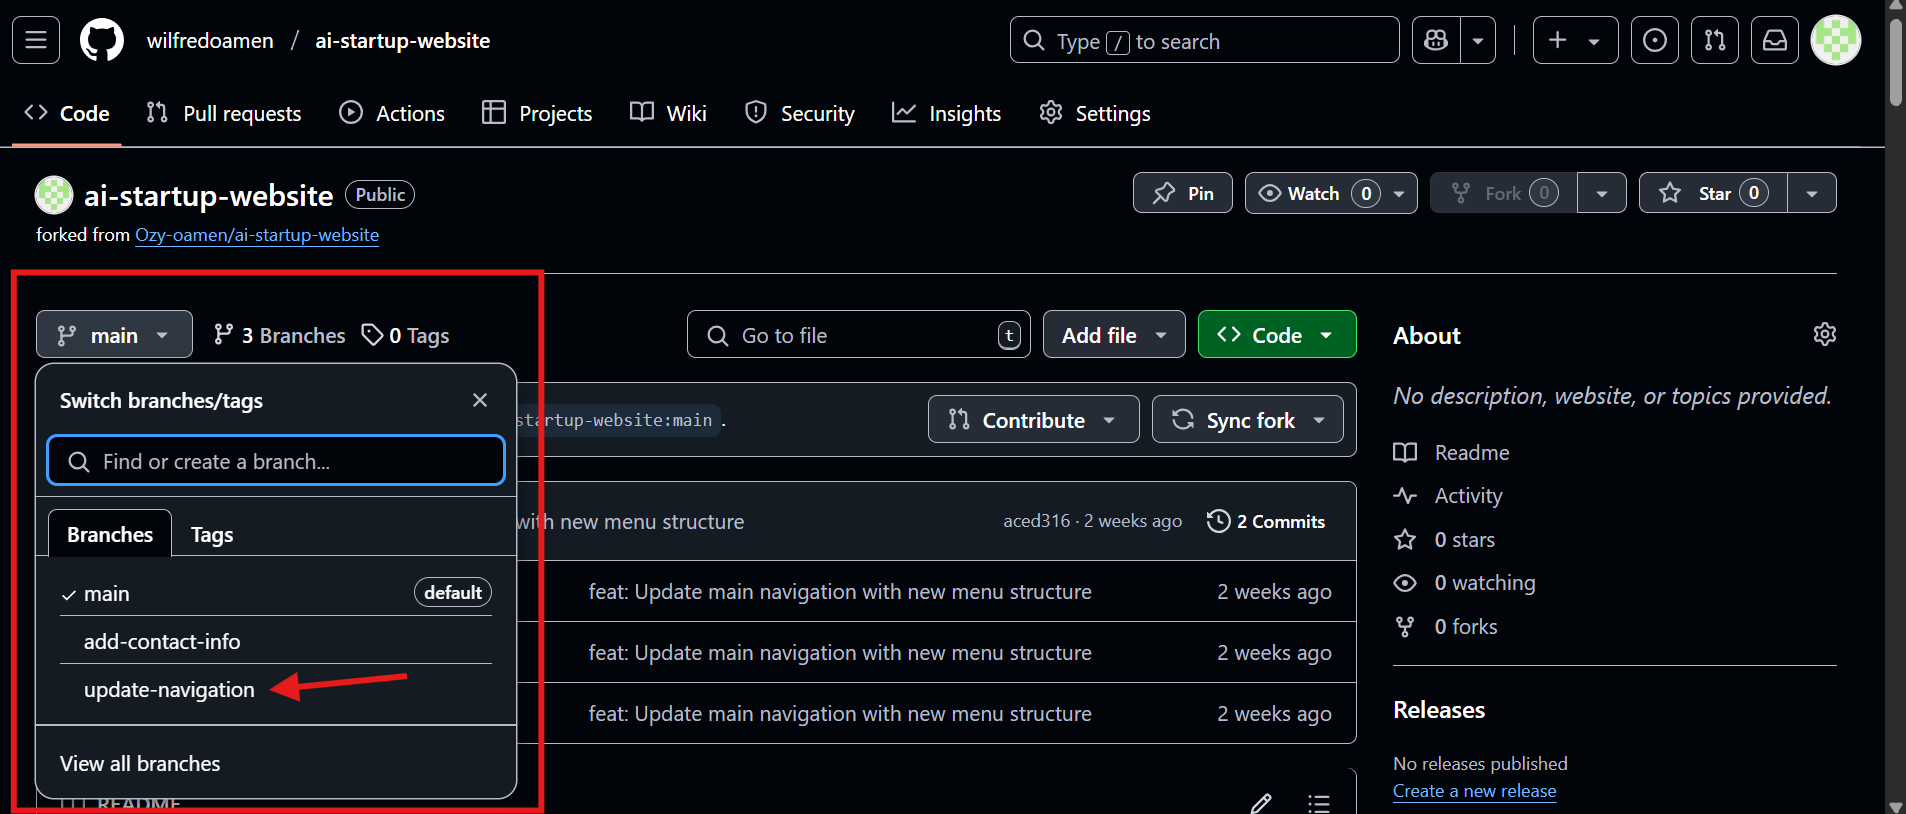 wilfredoamen / ai-startup-website
Type / to search
Code Pull requests Actions Projects Wiki Security Insights Settings
ai-startup-website Public
Pin Watch 0 Fork 0 Star 0
forked from Ozy-oamen/ai-startup-website
main 3 Branches 0 Tags
Go to file t Add file Code
About
Switch branches/tags
No description, website, or topics provided.
startup-website:main .
Contribute Sync fork
Find or create a branch...
Readme
Activity
with new menu structure
aced316 · 2 weeks ago 2 Commits
Branches Tags
0 stars
main default
feat: Update main navigation with new menu structure 2 weeks ago
0 watching
add-contact-info
0 forks
feat: Update main navigation with new menu structure 2 weeks ago
update-navigation
feat: Update main navigation with new menu structure 2 weeks ago
Releases
View all branches
No releases published
Create a new release
README